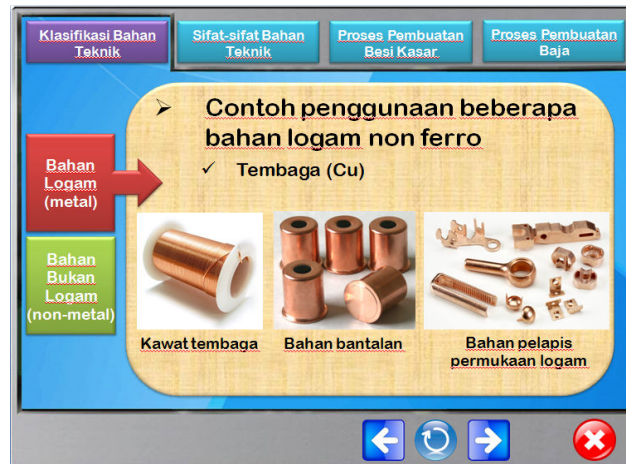 Klasifikasi Bahan
Teknik
Sifat-sifat Bahan
Teknik
Proses Pembuatan
Besi Kasar
Proses Pembuatan
Baja
Contoh penggunaan beberapa
bahan logam non ferro
Tembaga (Cu)
Bahan
Logam
(metal)
Bahan
Bukan
Logam
(non-metal)
Kawat tembaga
Bahan bantalan
Bahan pelapis
permukaan logam